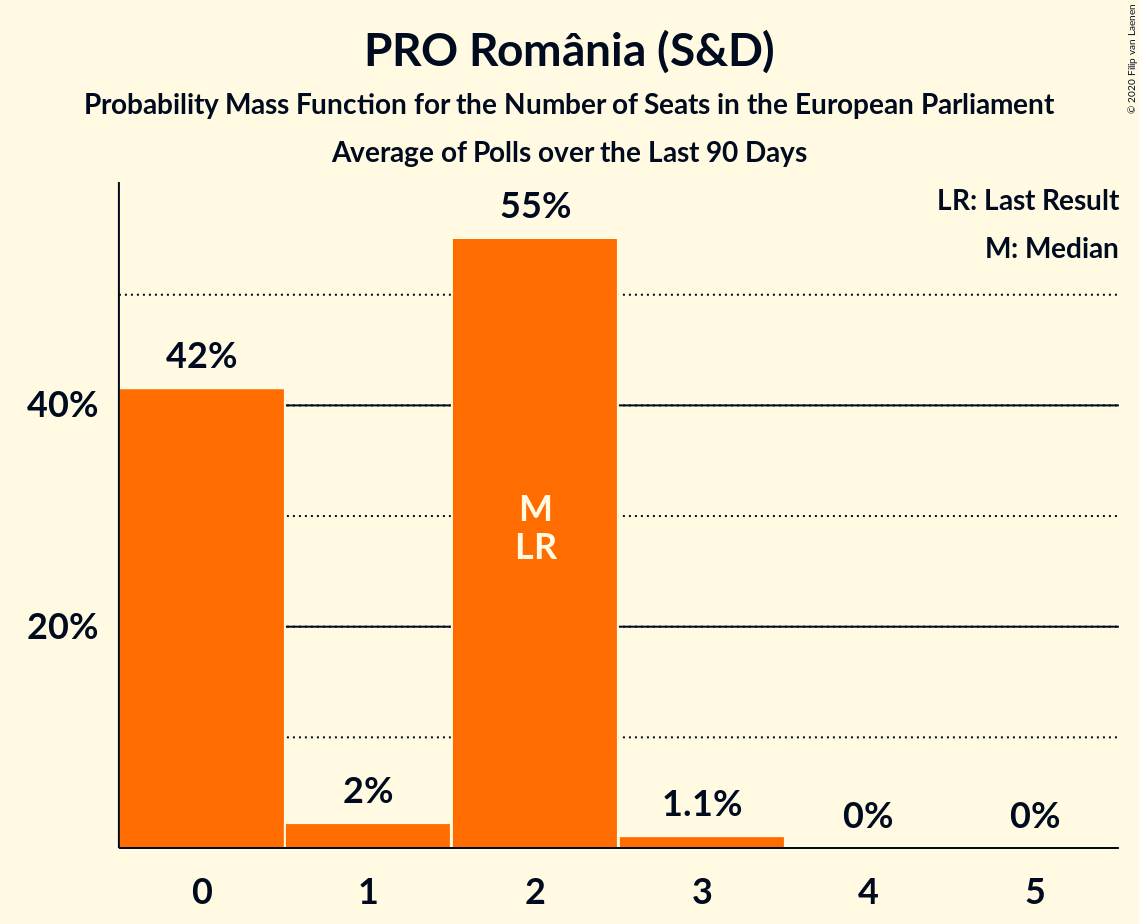 PRO România (S&D)
Probability Mass Function for the Number of Seats in the European Parliament
Average of Polls over the Last 90 Days
© 2020 Filip van Laenen
LR: Last Result
M: Median
55%
42%
40%
M
LR
20%
2%
1.1%
0%
0%
0 1 2 3 4 5